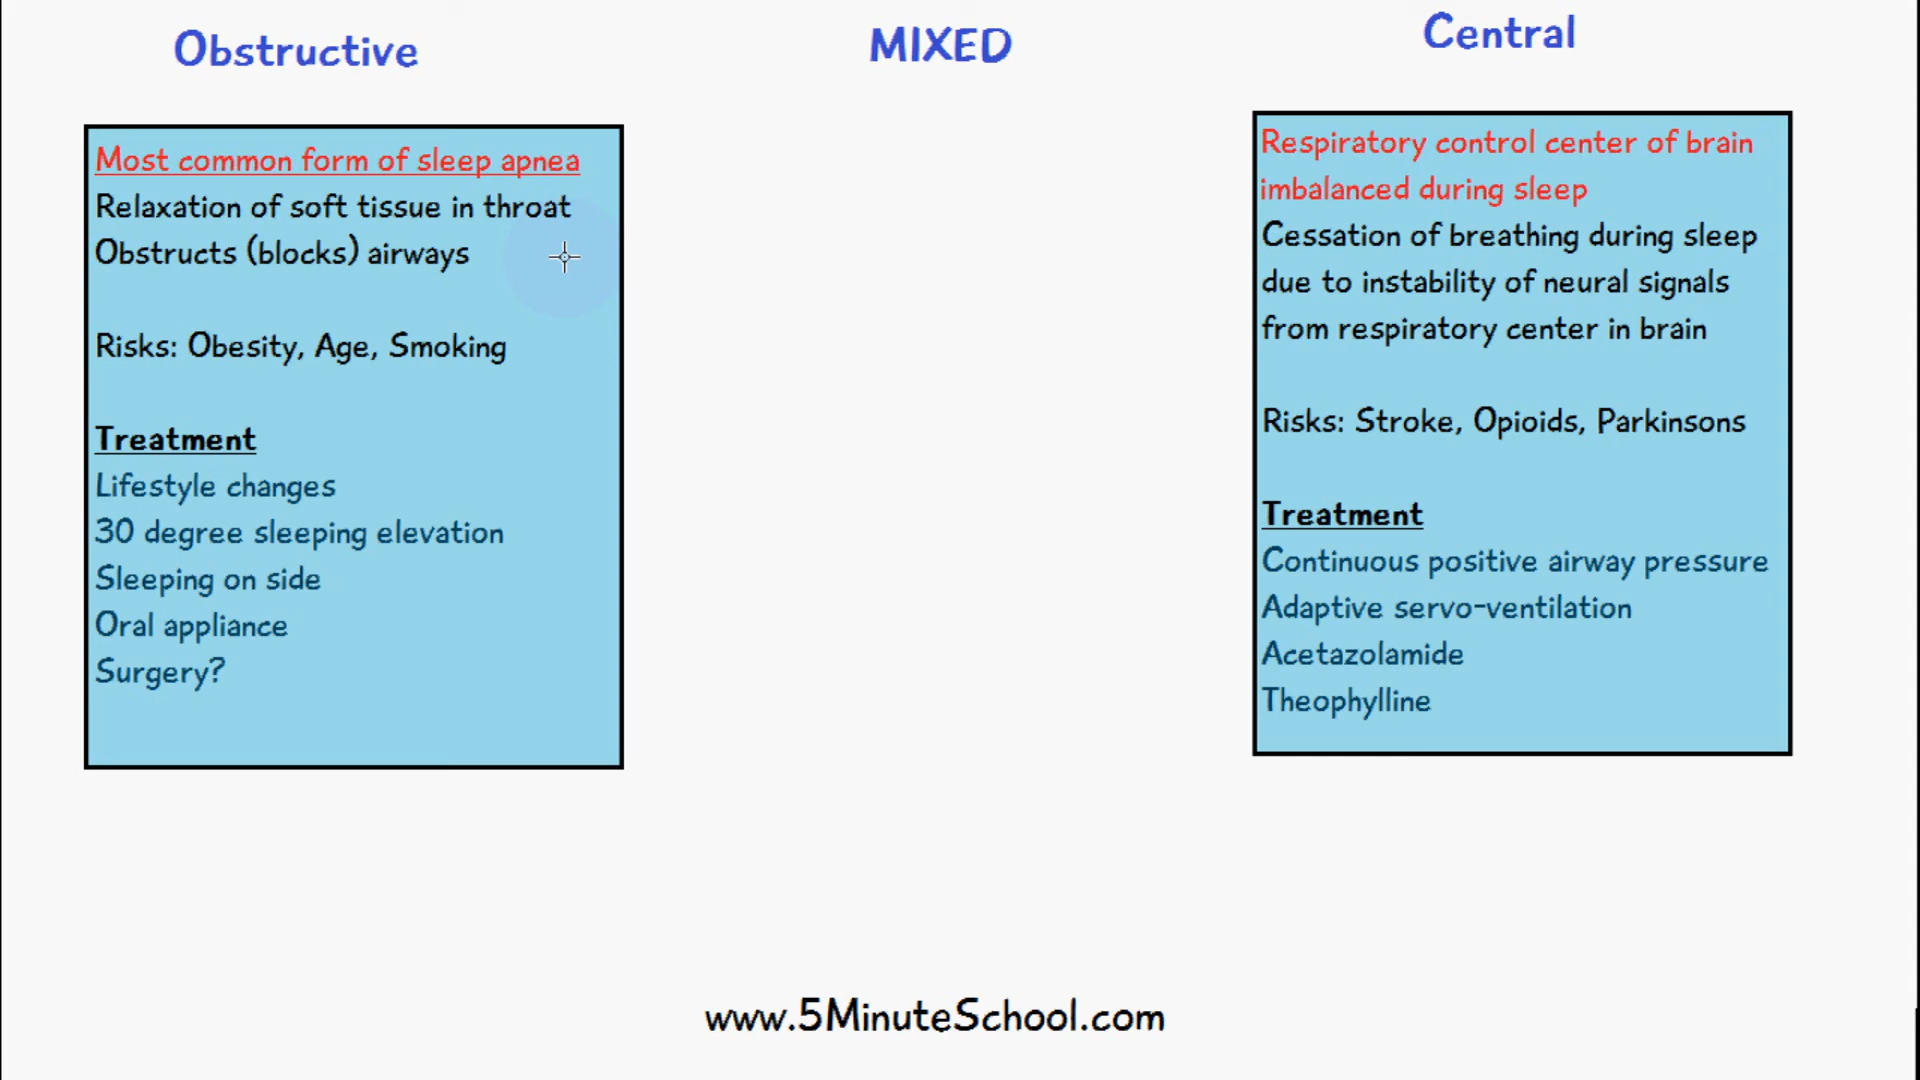 Obstructive
MIXED
Central
Most common form of sleep apnea
Relaxation of soft tissue in throat
Obstructs (blocks) airways
Risks: Obesity, Age, Smoking
Treatment
Lifestyle changes
30 degree sleeping elevation
Sleeping on side
Oral appliance
Surgery?
Respiratory control center of brain
imbalanced during sleep
Cessation of breathing during sleep
due to instability of neural signals
from respiratory center in brain
Risks: Stroke, Opioids, Parkinsons
Treatment
Continuous positive airway pressure
Adaptive servo-ventilation
Acetazolamide
Theophylline
www.5MinuteSchool.com